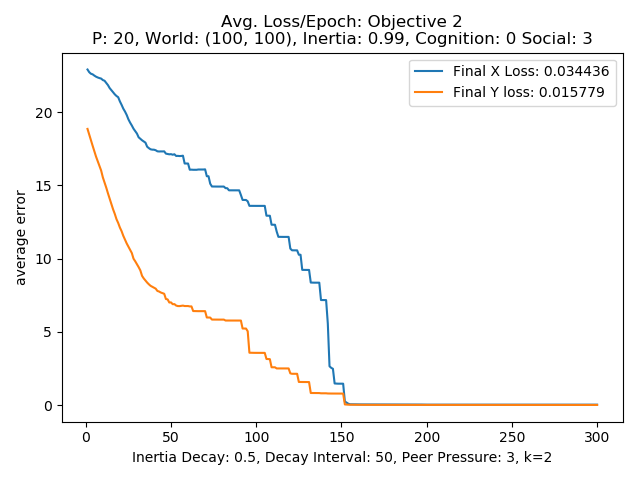 Avg. Loss/Epoch: Objective 2
P: 20, World: (100, 100), Inertia: 0.99, Cognition: 0 Social: 3
Final X Loss: 0.034436
Final Y loss: 0.015779
average error
20
15
10
5
0
0 50 100 150 200 250 300
Inertia Decay: 0.5, Decay Interval: 50, Peer Pressure: 3, k=2